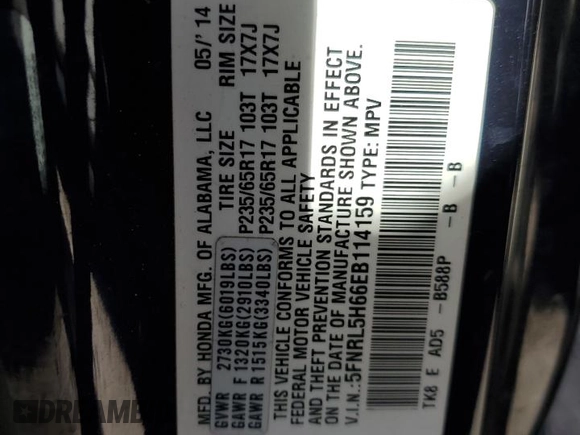 MFD. BY HONDA MFG. OF ALABAMA, LLC 05/'14
TIRE SIZE RIM SIZE
GVWR 2730KG(6019LBS)
GAWR F 1320KG(2910LBS) P235/65R17 103T 17X7J
GAWR R 1515KG(3340LBS) P235/65R17 103T 17X7J
THIS VEHICLE CONFORMS TO ALL APPLICABLE
FEDERAL MOTOR VEHICLE SAFETY
AND THEFT PREVENTION STANDARDS IN EFFECT
ON THE DATE OF MANUFACTURE SHOWN ABOVE.
V.I.N.:5FNRL5H66EB114159 TYPE: MPV
TK8 E AD5 -B588P -B -B